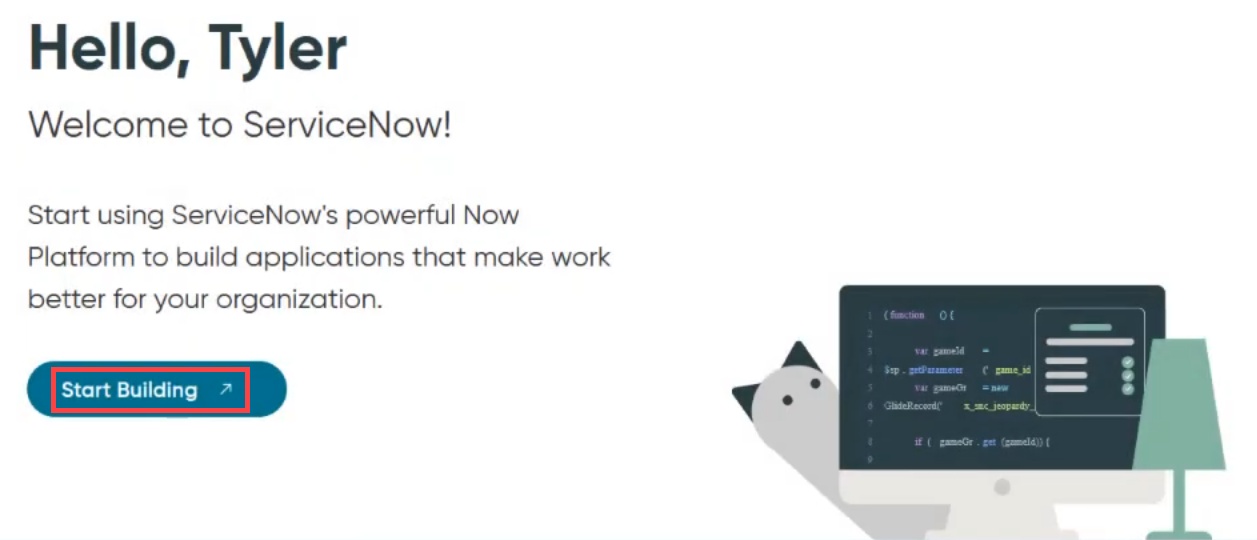 Hello, Tyler
Welcome to ServiceNow!
Start using ServiceNow's powerful Now
Platform to build applications that make work
better for your organization.
Start Building ↗
1 (function () {
2
3 var gameId =
4 $sp . getParameter (' game_id
5 var gameGr = new
6 GlideRecord(' x_snc_jeopardy_
7
8 if ( gameGr . get (gameId)) {
9